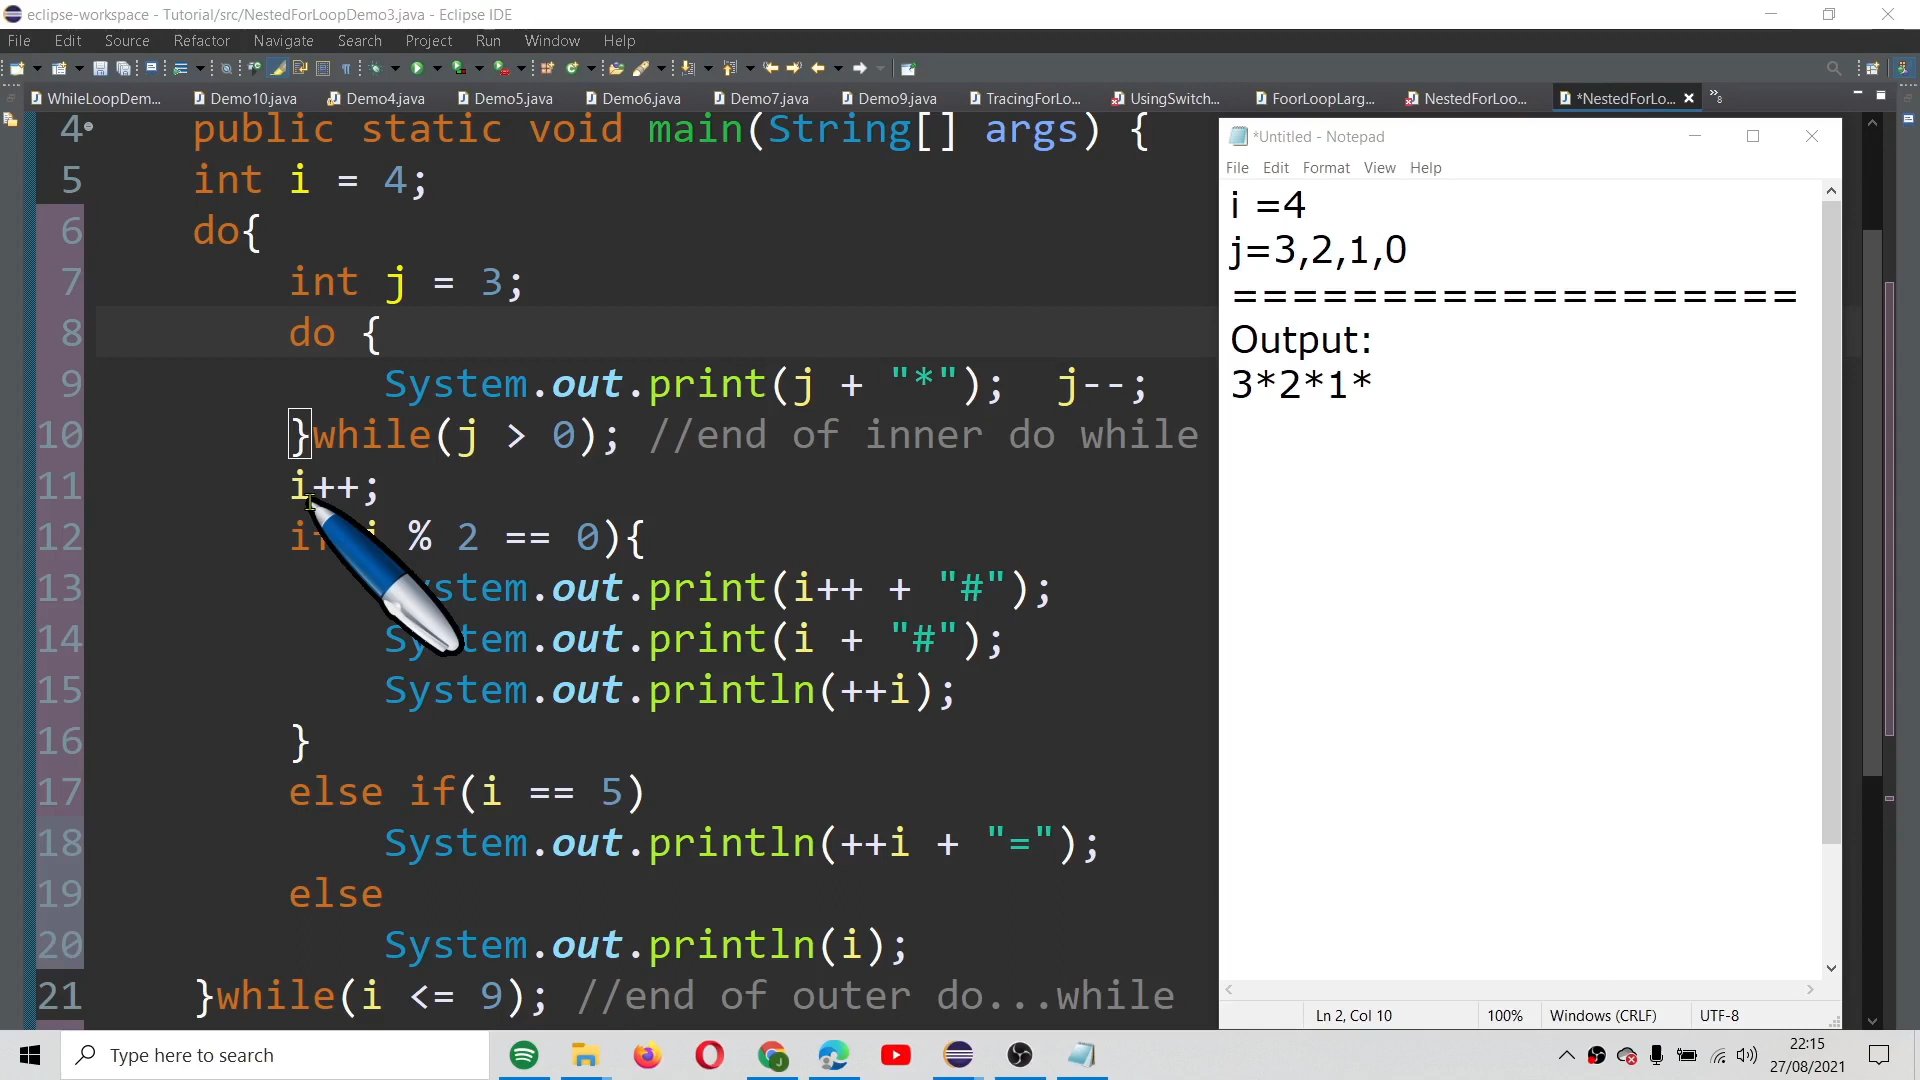 eclipse-workspace - Tutorial/src/NestedForLoopDemo3.java - Eclipse IDE
File Edit Source Refactor Navigate Search Project Run Window Help
WhileLoopDem... Demo10.java Demo4.java Demo5.java Demo6.java Demo7.java Demo9.java TracingForLo... UsingSwitch... FoorLoopLarg... NestedForLoo... *NestedForLo... »8
4 public static void main(String[] args) {
5 int i = 4;
6 do{
7 int j = 3;
8 do {
9 System.out.print(j + "*"); j--;
10 }while(j > 0); //end of inner do while
11 i++;
12 % 2 == 0){
13 System.out.print(i++ + "#");
14 System.out.print(i + "#");
15 System.out.println(++i);
16 }
17 else if(i == 5)
18 System.out.println(++i + "=");
19 else
20 System.out.println(i);
21 }while(i <= 9); //end of outer do...while
*Untitled - Notepad
File Edit Format View Help
i =4
j=3,2,1,0
===================
Output:
3*2*1*
Ln 2, Col 10 100% Windows (CRLF) UTF-8
Type here to search
22:15
27/08/2021